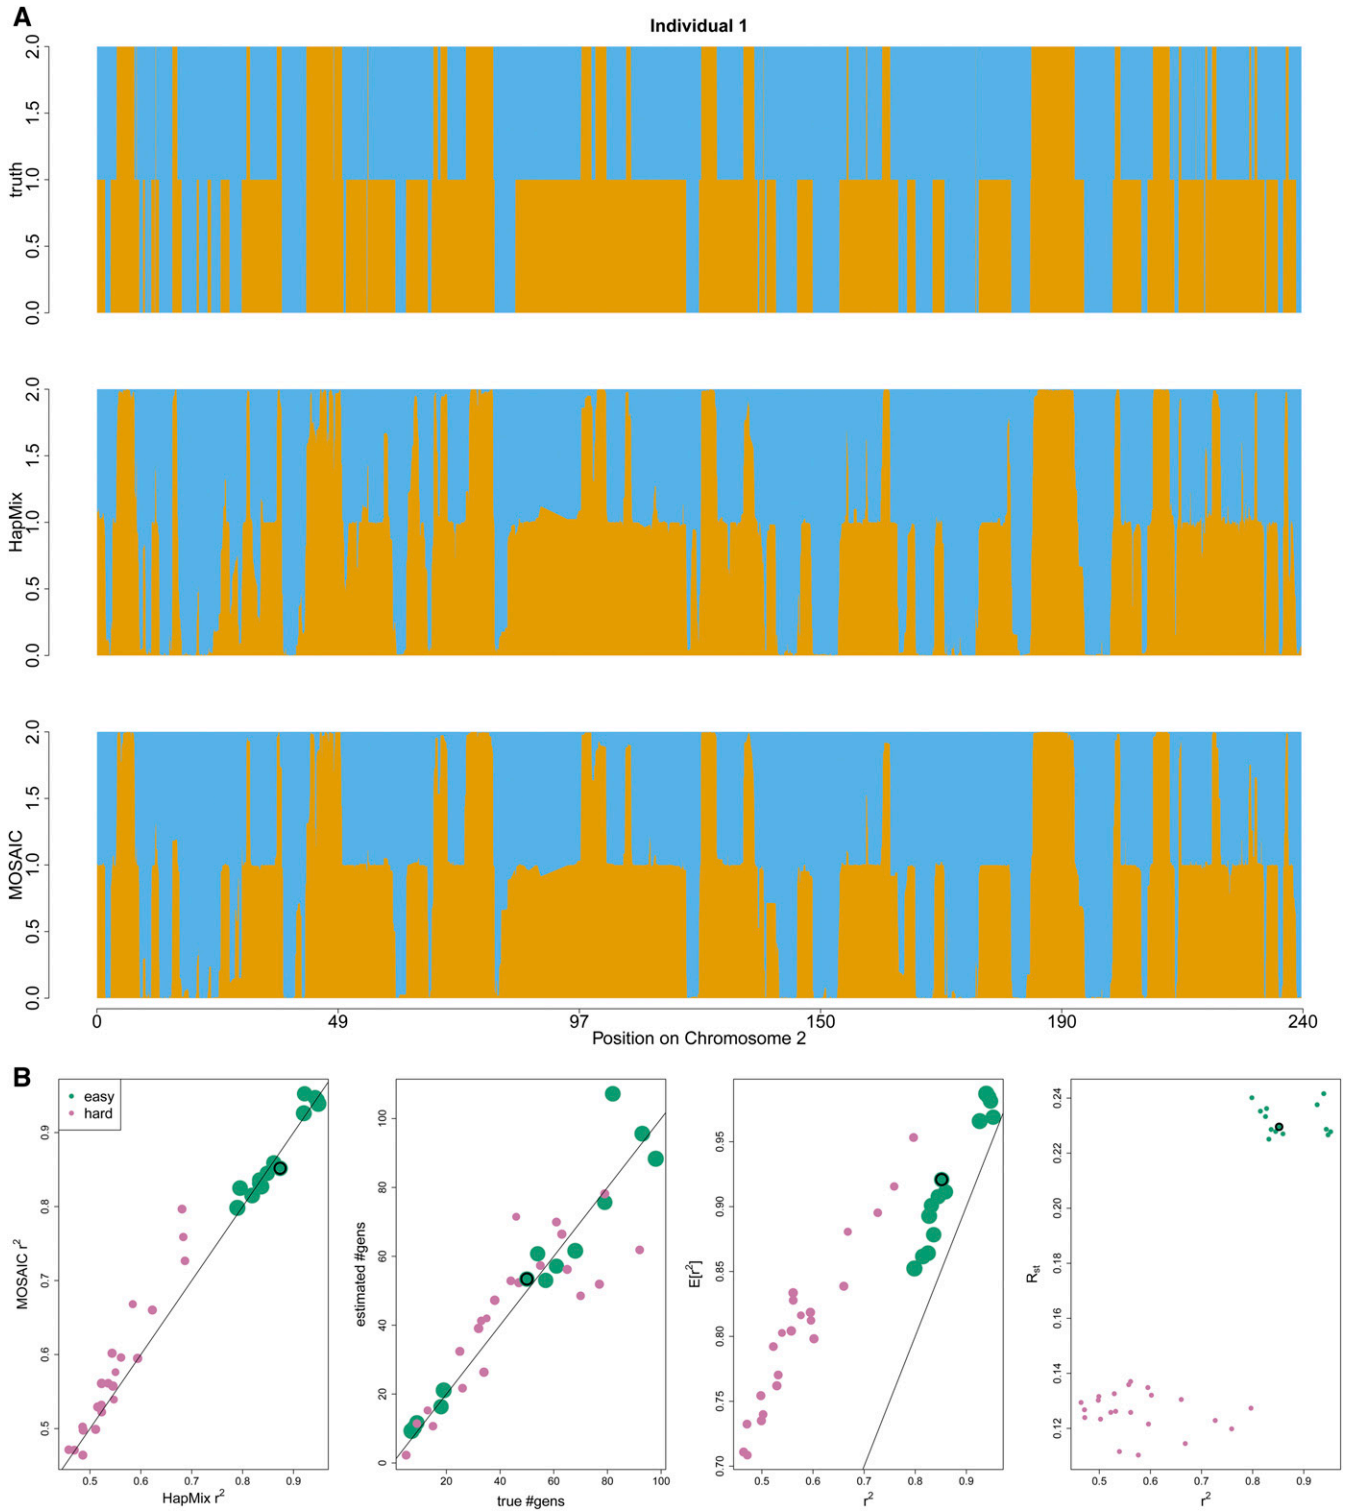 A
Individual 1
truth
0.0 0.5 1.0 1.5 2.0
HapMix
0.0 0.5 1.0 1.5 2.0
MOSAIC
0.0 0.5 1.0 1.5 2.0
0 49 97 150 190 240
Position on Chromosome 2
B
easy
hard
MOSAIC r²
0.5 0.6 0.7 0.8 0.9
0.5 0.6 0.7 0.8 0.9
HapMix r²
estimated #gens
0 20 40 60 80 100
20 40 60 80 100
true #gens
E[r²]
0.70 0.75 0.80 0.85 0.90 0.95
0.5 0.6 0.7 0.8 0.9
r²
Rst
0.12 0.14 0.16 0.18 0.20 0.22 0.24
0.5 0.6 0.7 0.8 0.9
r²